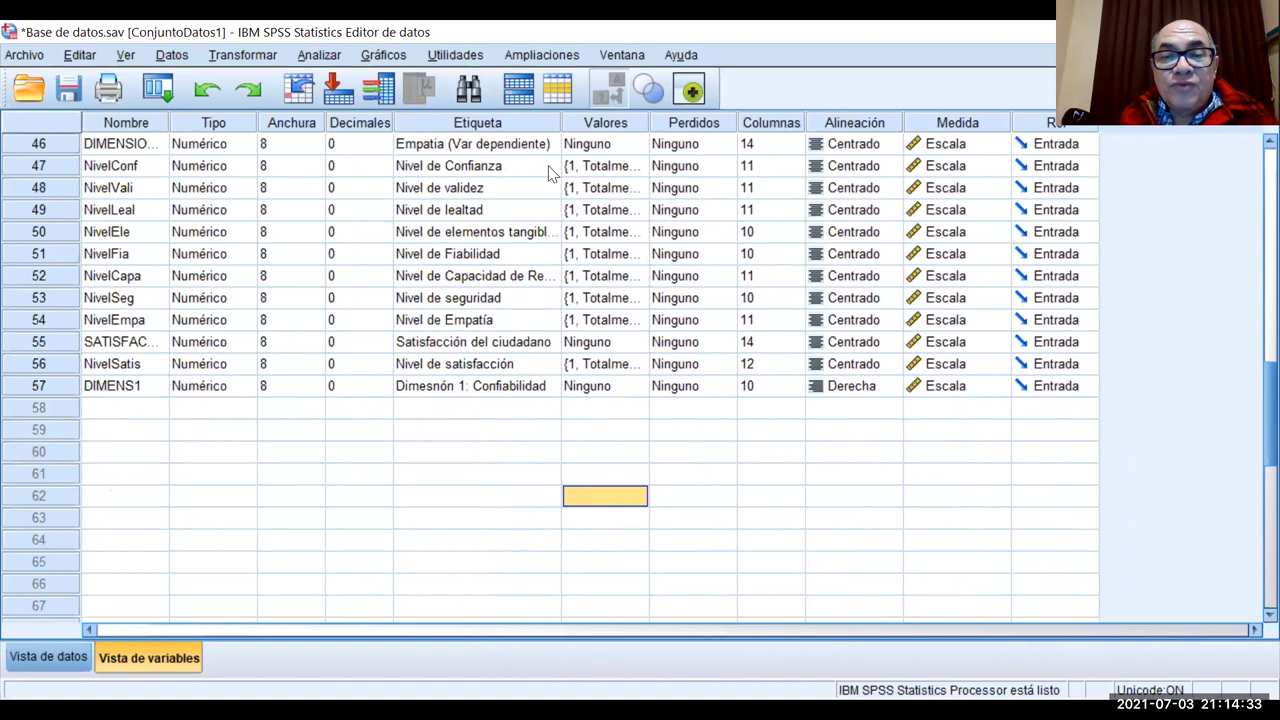 *Base de datos.sav [ConjuntoDatos1] - IBM SPSS Statistics Editor de datos
Archivo Editar Ver Datos Transformar Analizar Gráficos Utilidades Ampliaciones Ventana Ayuda
Nombre Tipo Anchura Decimales Etiqueta Valores Perdidos Columnas Alineación Medida
46 DIMENSIO... Numérico 8 0 Empatia (Var dependiente) Ninguno Ninguno 14 Centrado Escala Entrada
47 NivelConf Numérico 8 0 Nivel de Confianza {1, Totalme... Ninguno 11 Centrado Escala Entrada
48 NivelVali Numérico 8 0 Nivel de validez {1, Totalme... Ninguno 11 Centrado Escala Entrada
49 NivelLeal Numérico 8 0 Nivel de lealtad {1, Totalme... Ninguno 11 Centrado Escala Entrada
50 NivelEle Numérico 8 0 Nivel de elementos tangibl... {1, Totalme... Ninguno 10 Centrado Escala Entrada
51 NivelFia Numérico 8 0 Nivel de Fiabilidad {1, Totalme... Ninguno 10 Centrado Escala Entrada
52 NivelCapa Numérico 8 0 Nivel de Capacidad de Re... {1, Totalme... Ninguno 11 Centrado Escala Entrada
53 NivelSeg Numérico 8 0 Nivel de seguridad {1, Totalme... Ninguno 10 Centrado Escala Entrada
54 NivelEmpa Numérico 8 0 Nivel de Empatía {1, Totalme... Ninguno 11 Centrado Escala Entrada
55 SATISFAC... Numérico 8 0 Satisfacción del ciudadano Ninguno Ninguno 14 Centrado Escala Entrada
56 NivelSatis Numérico 8 0 Nivel de satisfacción {1, Totalme... Ninguno 12 Centrado Escala Entrada
57 DIMENS1 Numérico 8 0 Dimesnón 1: Confiabilidad Ninguno Ninguno 10 Derecha Escala Entrada
58
59
60
61
62
63
64
65
66
67
Vista de datos Vista de variables
IBM SPSS Statistics Processor está listo Unicode:ON
2021-07-03 21:14:33